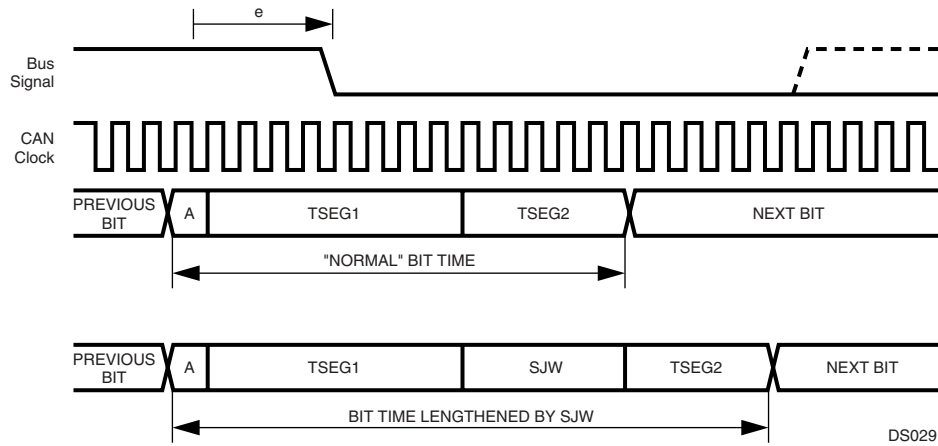 e
Bus
Signal
CAN
Clock
PREVIOUS
BIT
A
TSEG1
TSEG2
NEXT BIT
"NORMAL" BIT TIME
PREVIOUS
BIT
A
TSEG1
SJW
TSEG2
NEXT BIT
BIT TIME LENGTHENED BY SJW
DS029